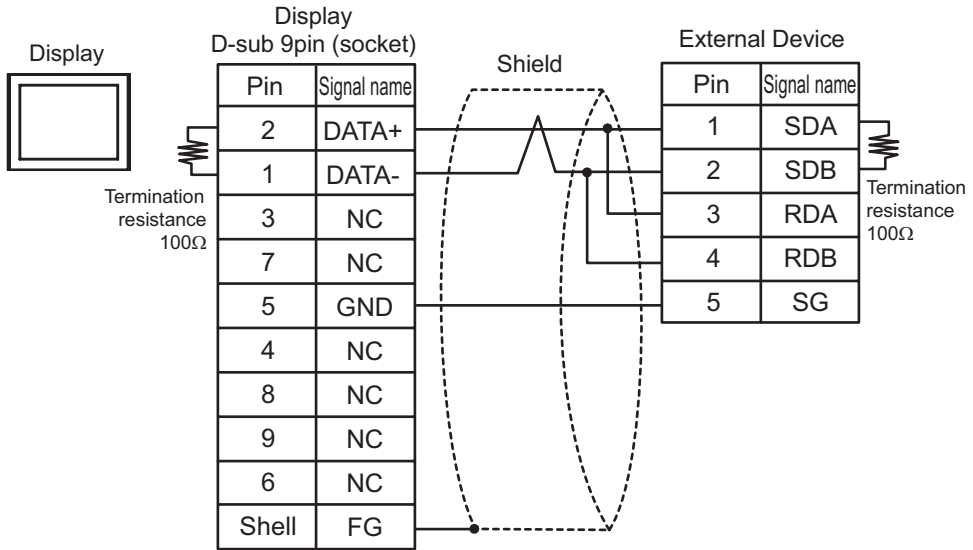 Display
Display
D-sub 9pin (socket)
Pin Signal name
2 DATA+
1 DATA-
3 NC
7 NC
5 GND
4 NC
8 NC
9 NC
6 NC
Shell FG
Termination
resistance
100Ω
Shield
External Device
Pin Signal name
1 SDA
2 SDB
3 RDA
4 RDB
5 SG
Termination
resistance
100Ω